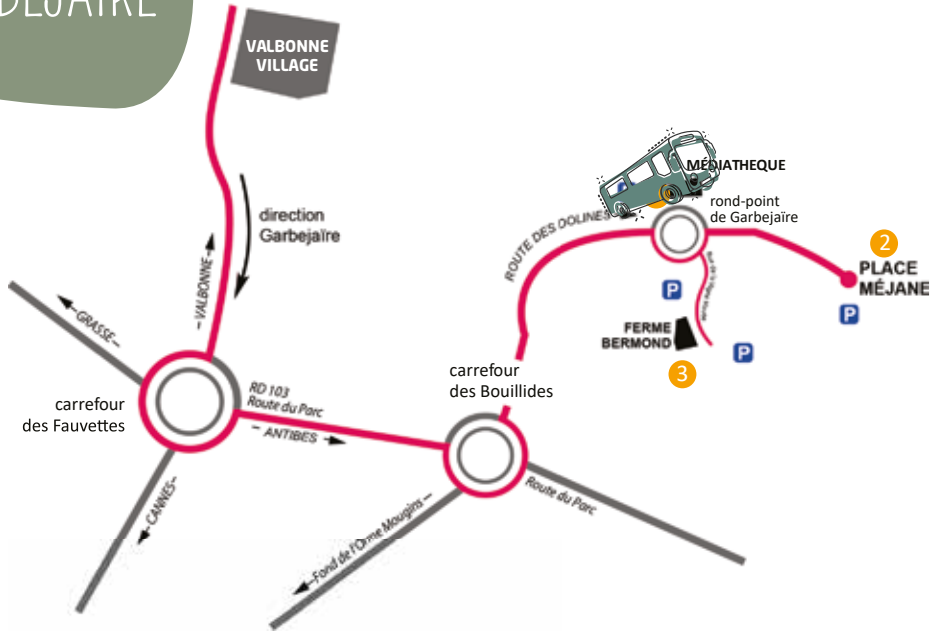 DEJAIRE
VALBONNE
VILLAGE
direction
Garbejaïre
– VALBONNE
– GRASSE –
carrefour
des Fauvettes
RD 103
Route du Parc
– ANTIBES
– CANNES –
carrefour
des Bouillides
Route du Parc
– Fond de l'Orme Mougins –
ROUTE DES DOLINES
MÉDIATHEQUE
rond-point
de Garbejaïre
2
PLACE
MÉJANE
P
P
P
FERME
BERMOND
3